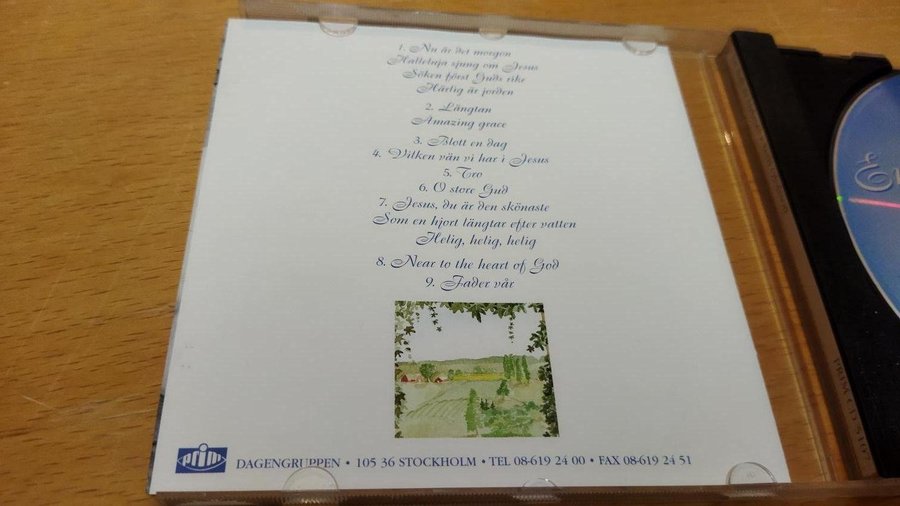 1. Nu är det morgon
Halleluja sjung om Jesus
Söken först Guds rike
Härlig är jorden
2. Längtan
Amazing grace
3. Blott en dag
4. Vilken vän vi har i Jesus
5. Tro
6. O store Gud
7. Jesus, du är den skönaste
Som en hjort längtar efter vatten
Helig, helig, helig
8. Near to the heart of God
9. Fader vår
prim
DAGENGRUPPEN • 105 36 STOCKHOLM • TEL 08-619 24 00 • FAX 08-619 24 51